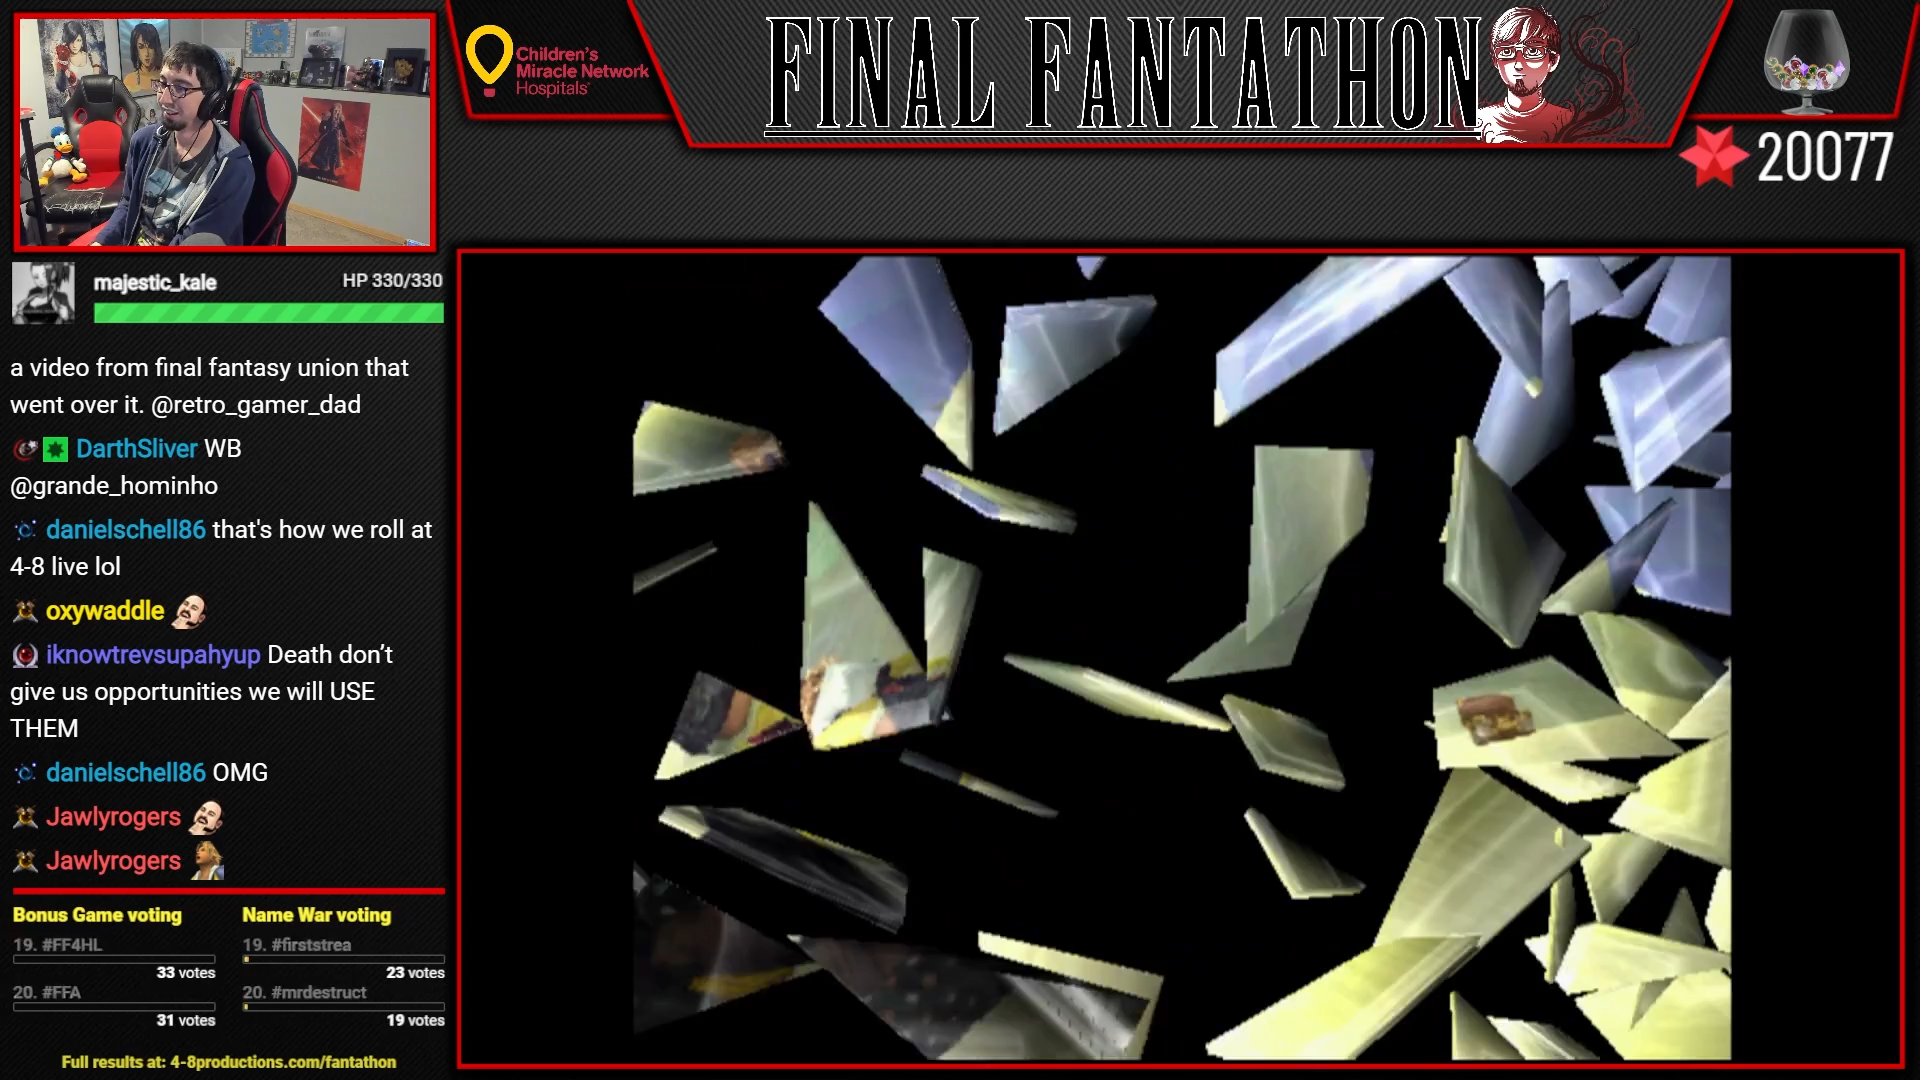 Children's
Miracle Network
Hospitals
FINAL FANTATHON
20077
majestic_kale
HP 330/330
a video from final fantasy union that
went over it. @retro_gamer_dad
DarthSliver WB
@grande_hominho
danielschell86 that's how we roll at
4-8 live lol
oxywaddle
iknowtrevsupahyup Death don’t
give us opportunities we will USE
THEM
danielschell86 OMG
Jawlyrogers
Jawlyrogers
Bonus Game voting
19. #FF4HL
33 votes
20. #FFA
31 votes
Name War voting
19. #firststrea
23 votes
20. #mrdestruct
19 votes
Full results at: 4-8productions.com/fantathon